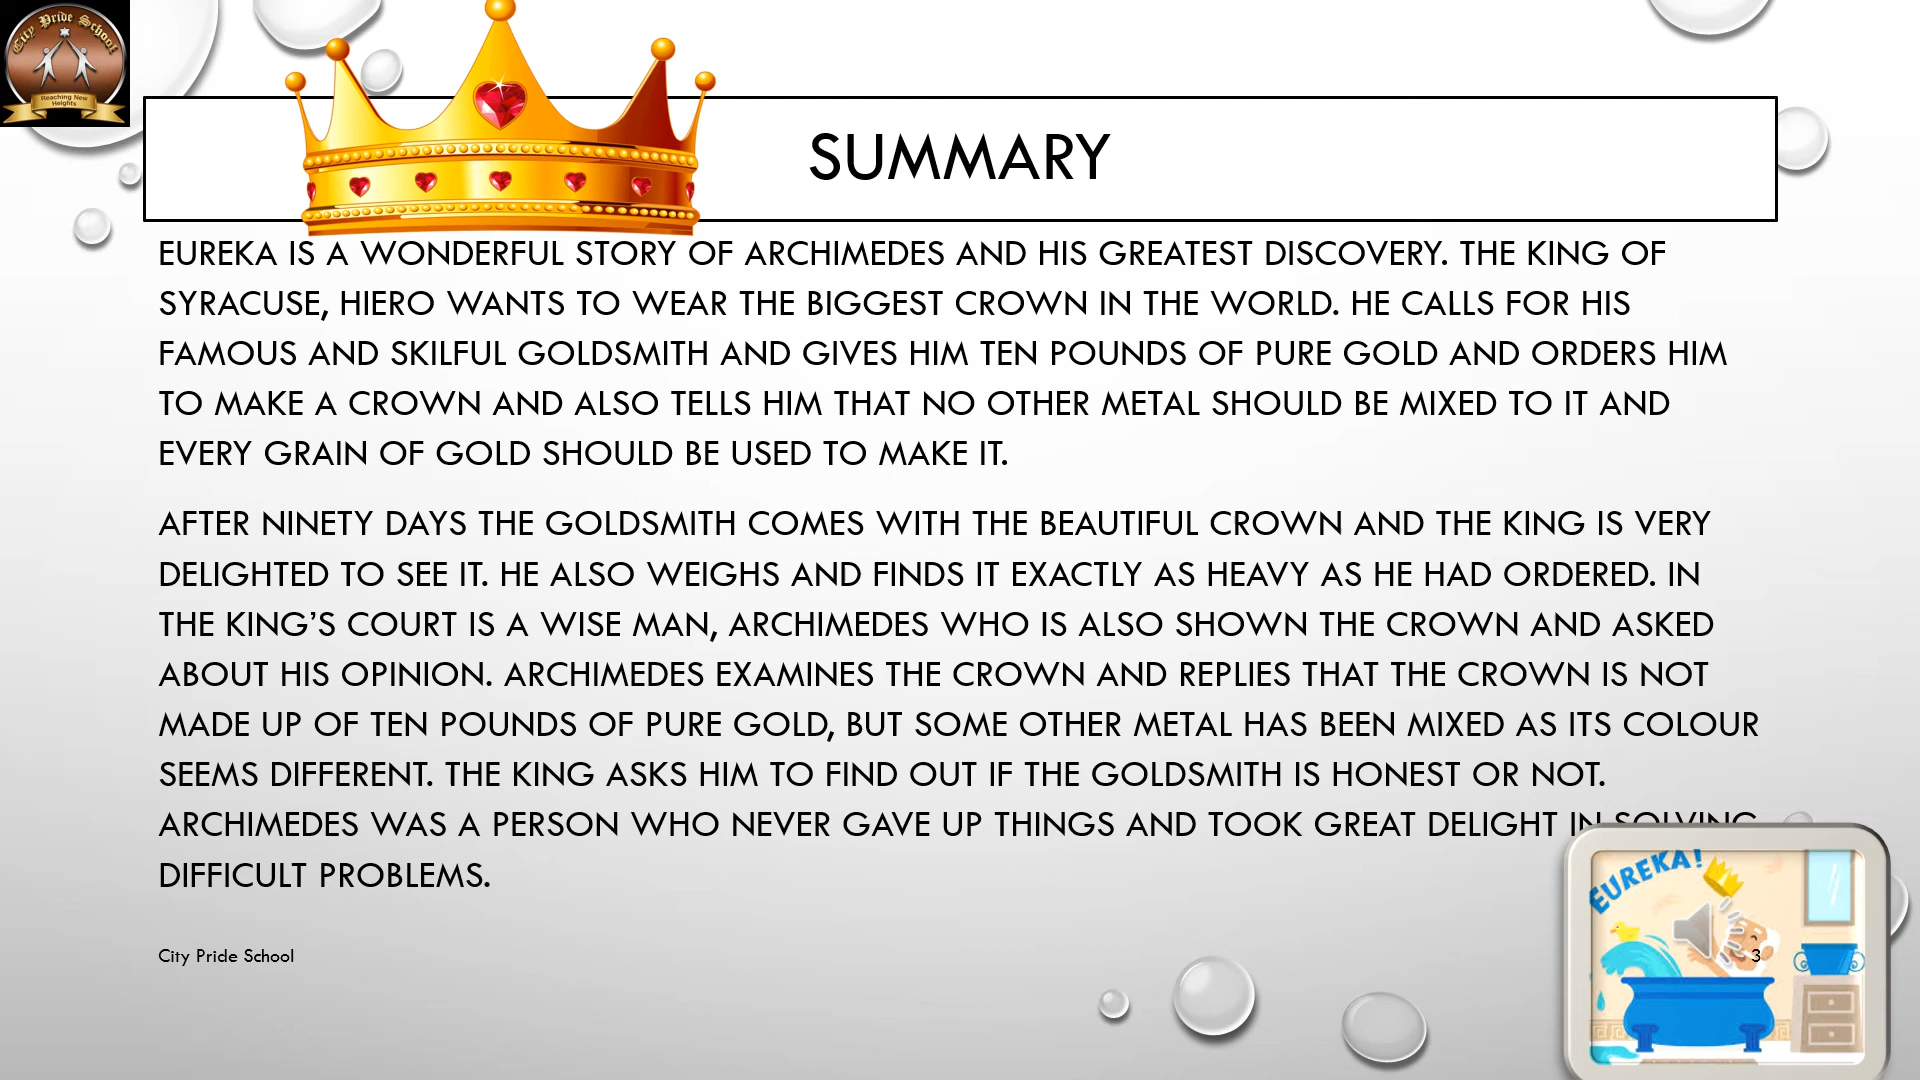 City Pride School
Reaching New
Heights
SUMMARY
EUREKA IS A WONDERFUL STORY OF ARCHIMEDES AND HIS GREATEST DISCOVERY. THE KING OF
SYRACUSE, HIERO WANTS TO WEAR THE BIGGEST CROWN IN THE WORLD. HE CALLS FOR HIS
FAMOUS AND SKILFUL GOLDSMITH AND GIVES HIM TEN POUNDS OF PURE GOLD AND ORDERS HIM
TO MAKE A CROWN AND ALSO TELLS HIM THAT NO OTHER METAL SHOULD BE MIXED TO IT AND
EVERY GRAIN OF GOLD SHOULD BE USED TO MAKE IT.
AFTER NINETY DAYS THE GOLDSMITH COMES WITH THE BEAUTIFUL CROWN AND THE KING IS VERY
DELIGHTED TO SEE IT. HE ALSO WEIGHS AND FINDS IT EXACTLY AS HEAVY AS HE HAD ORDERED. IN
THE KING’S COURT IS A WISE MAN, ARCHIMEDES WHO IS ALSO SHOWN THE CROWN AND ASKED
ABOUT HIS OPINION. ARCHIMEDES EXAMINES THE CROWN AND REPLIES THAT THE CROWN IS NOT
MADE UP OF TEN POUNDS OF PURE GOLD, BUT SOME OTHER METAL HAS BEEN MIXED AS ITS COLOUR
SEEMS DIFFERENT. THE KING ASKS HIM TO FIND OUT IF THE GOLDSMITH IS HONEST OR NOT.
ARCHIMEDES WAS A PERSON WHO NEVER GAVE UP THINGS AND TOOK GREAT DELIGHT IN SOLVING
DIFFICULT PROBLEMS.
EUREKA!
City Pride School
3